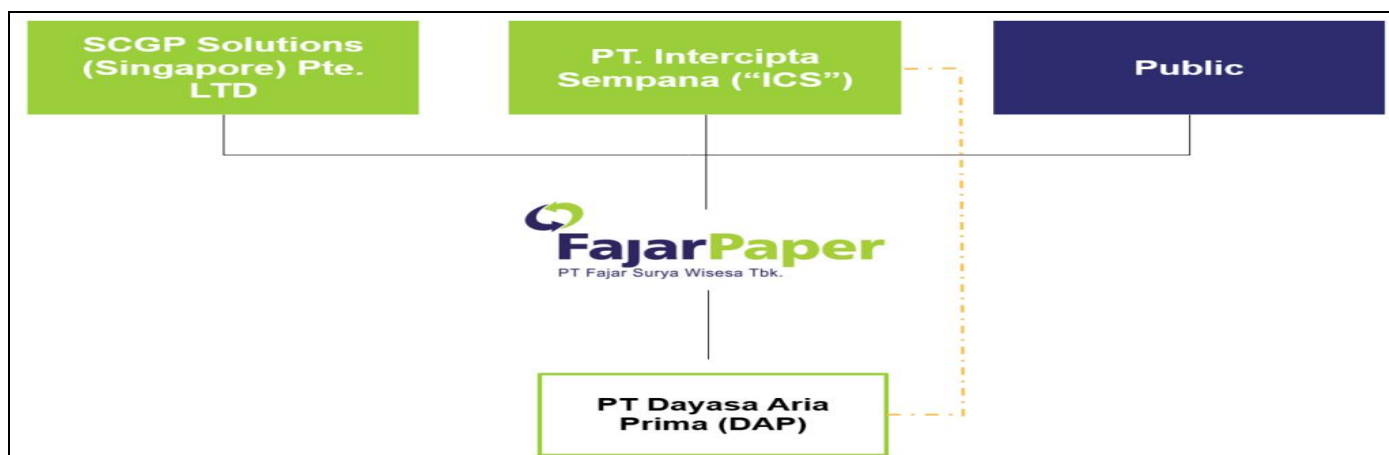 SCGP Solutions
(Singapore) Pte.
LTD
PT. Intercipta
Sempana (“ICS”)
Public
FajarPaper
PT Fajar Surya Wisesa Tbk.
PT Dayasa Aria
Prima (DAP)